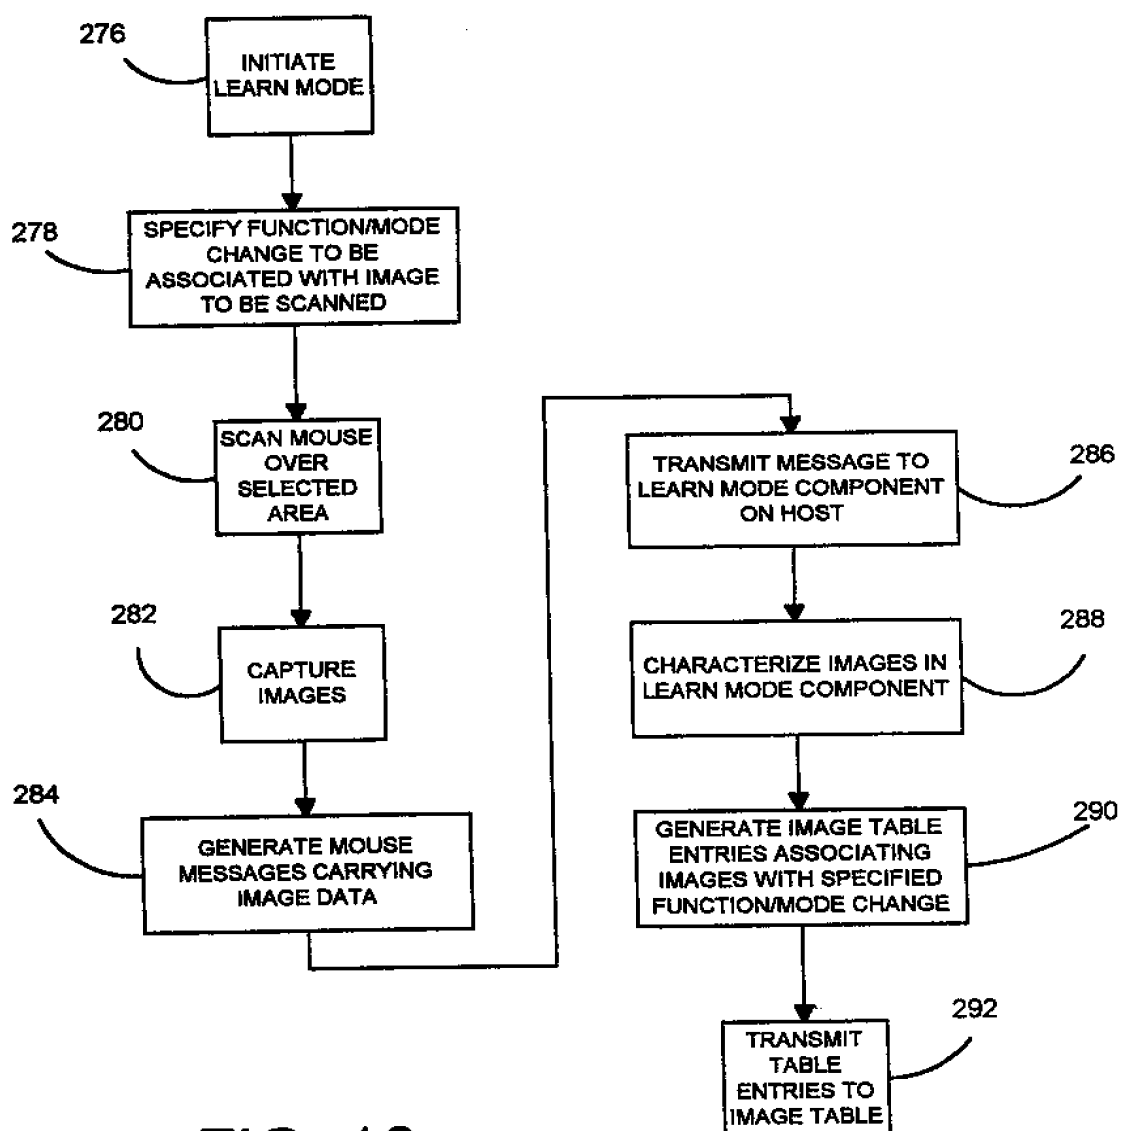 276
INITIATE
LEARN MODE
278
SPECIFY FUNCTION/MODE
CHANGE TO BE
ASSOCIATED WITH IMAGE
TO BE SCANNED
280
SCAN MOUSE
OVER
SELECTED
AREA
282
CAPTURE
IMAGES
284
GENERATE MOUSE
MESSAGES CARRYING
IMAGE DATA
286
TRANSMIT MESSAGE TO
LEARN MODE COMPONENT
ON HOST
288
CHARACTERIZE IMAGES IN
LEARN MODE COMPONENT
290
GENERATE IMAGE TABLE
ENTRIES ASSOCIATING
IMAGES WITH SPECIFIED
FUNCTION/MODE CHANGE
292
TRANSMIT
TABLE
ENTRIES TO
IMAGE TABLE